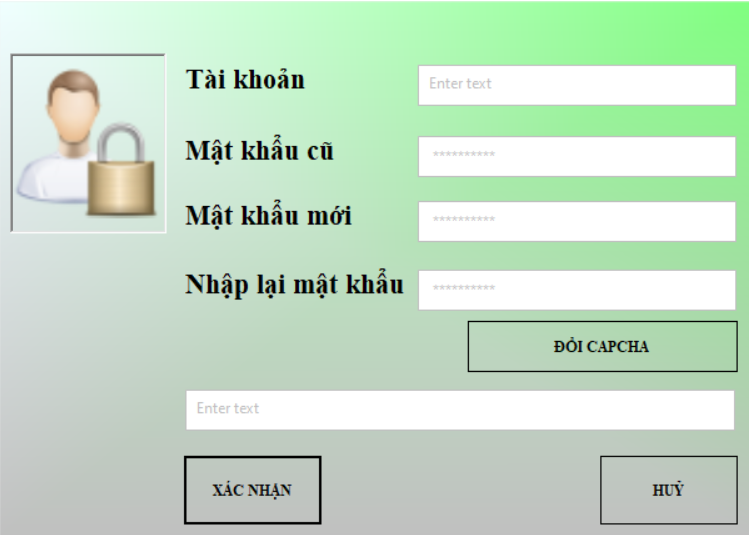 Tài khoản
Enter text
Mật khẩu cũ
**********
Mật khẩu mới
**********
Nhập lại mật khẩu
**********
ĐỔI CAPCHA
Enter text
XÁC NHẬN
HUỶ